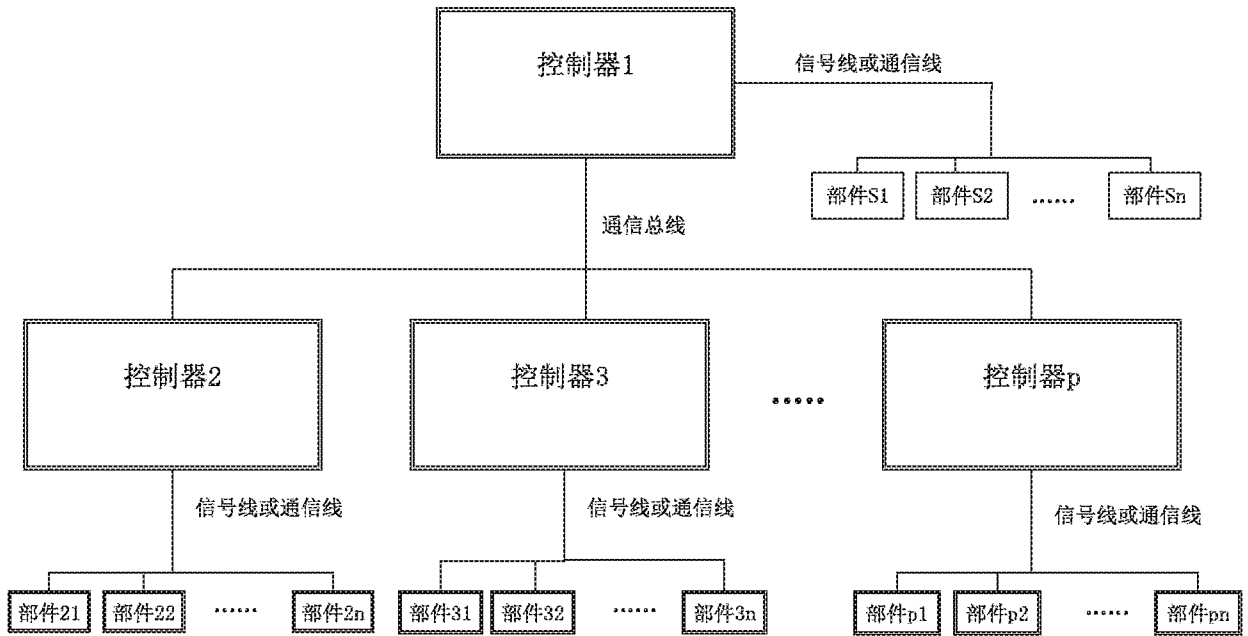 控制器1
信号线或通信线
部件S1
部件S2
......
部件Sn
通信总线
控制器2
控制器3
.....
控制器p
信号线或通信线
信号线或通信线
信号线或通信线
部件21
部件22
......
部件2n
部件31
部件32
......
部件3n
部件p1
部件p2
......
部件pn